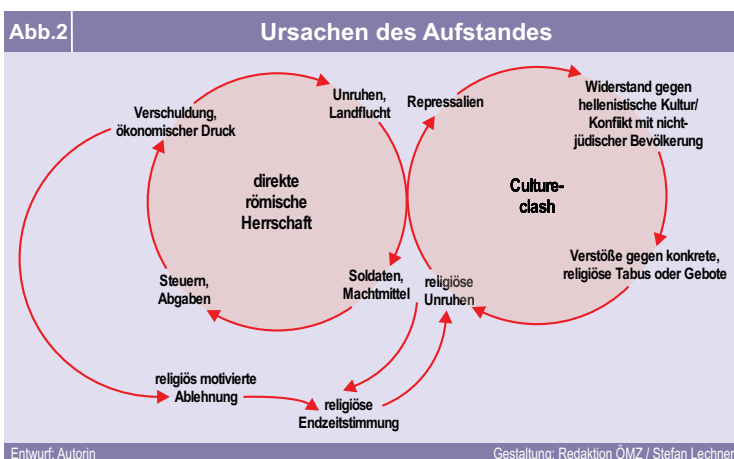 Abb.2
Ursachen des Aufstandes
Verschuldung,
ökonomischer Druck
Unruhen,
Landflucht
direkte
römische
Herrschaft
Steuern,
Abgaben
Soldaten,
Machtmittel
Repressalien
Widerstand gegen
hellenistische Kultur/
Konflikt mit nicht-
jüdischer Bevölkerung
Culture-
clash
Verstöße gegen konkrete,
religiöse Tabus oder Gebote
religiöse
Unruhen
religiös motivierte
Ablehnung
religiöse
Endzeitstimmung
Entwurf: Autorin
Gestaltung: Redaktion ÖMZ / Stefan Lechner